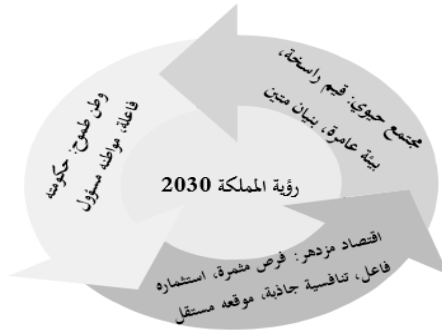 مجتمع حيوي: قيم راسخة،
بيئة عامرة، بنيان متين
وطن طموح: حكومته
فاعلة، مواطنه مسؤول
رؤية المملكة 2030
اقتصاد مزدهر: فرص مثمرة، استثماره
فاعل، تنافسية جاذبة، موقعه مستقل